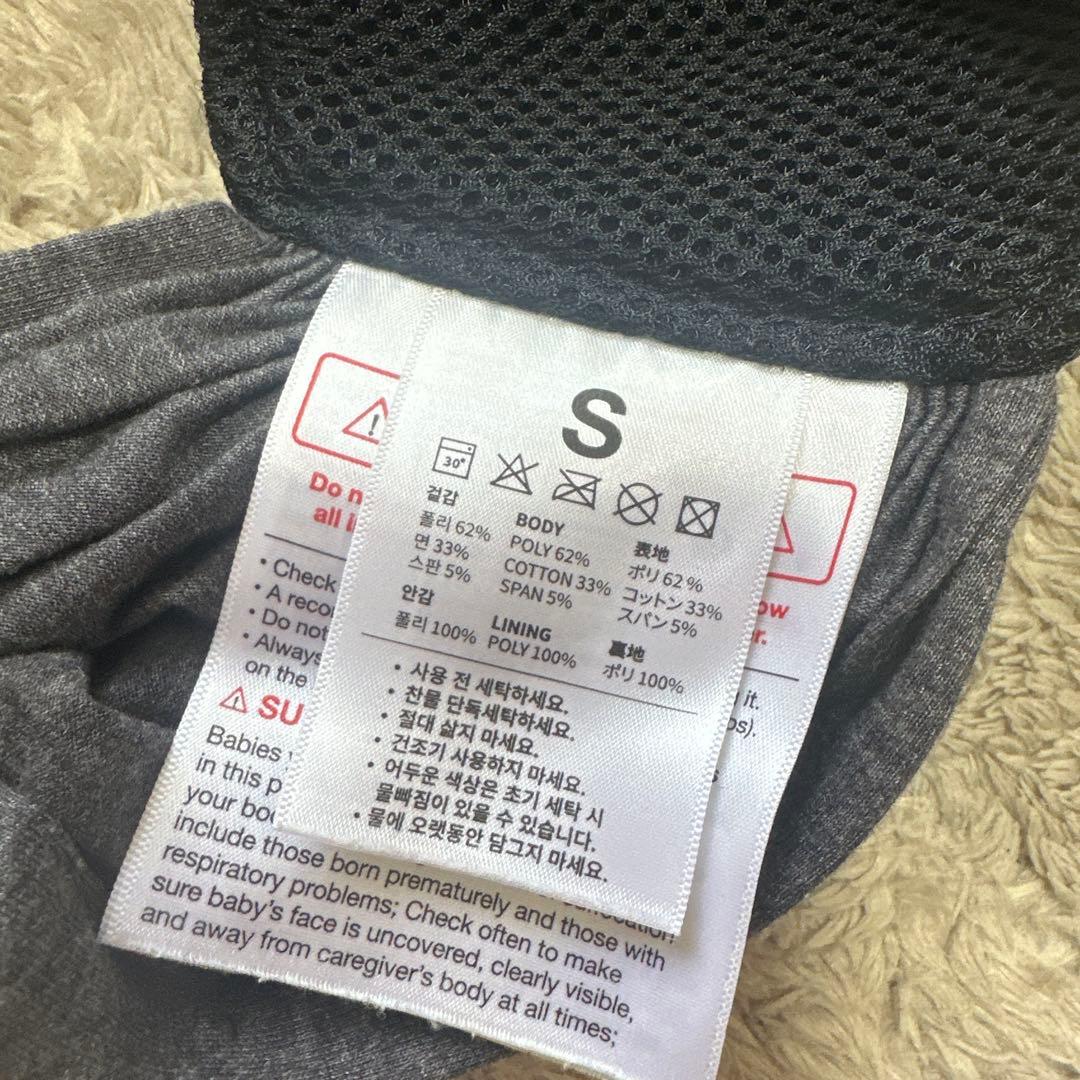 S
30°
겉감
폴리 62%
면 33%
스판 5%
안감
폴리 100%
BODY
POLY 62%
COTTON 33%
SPAN 5%
LINING
POLY 100%
表地
ポリ 62 %
コットン 33%
スパン 5%
裏地
ポリ 100%
• 사용 전 세탁하세요.
• 찬물 단독세탁하세요.
• 절대 삶지 마세요.
• 건조기 사용하지 마세요.
• 어두운 색상은 초기 세탁 시
물빠짐이 있을 수 있습니다.
• 물에 오랫동안 담그지 마세요.
Do
all
• Check
• A
• Do not
• Always
on the
it.
Babies
in this
your
include those born prematurely and those with
respiratory problems; Check often to make
sure baby's face is uncovered, clearly visible,
and away from caregiver's body at all times;